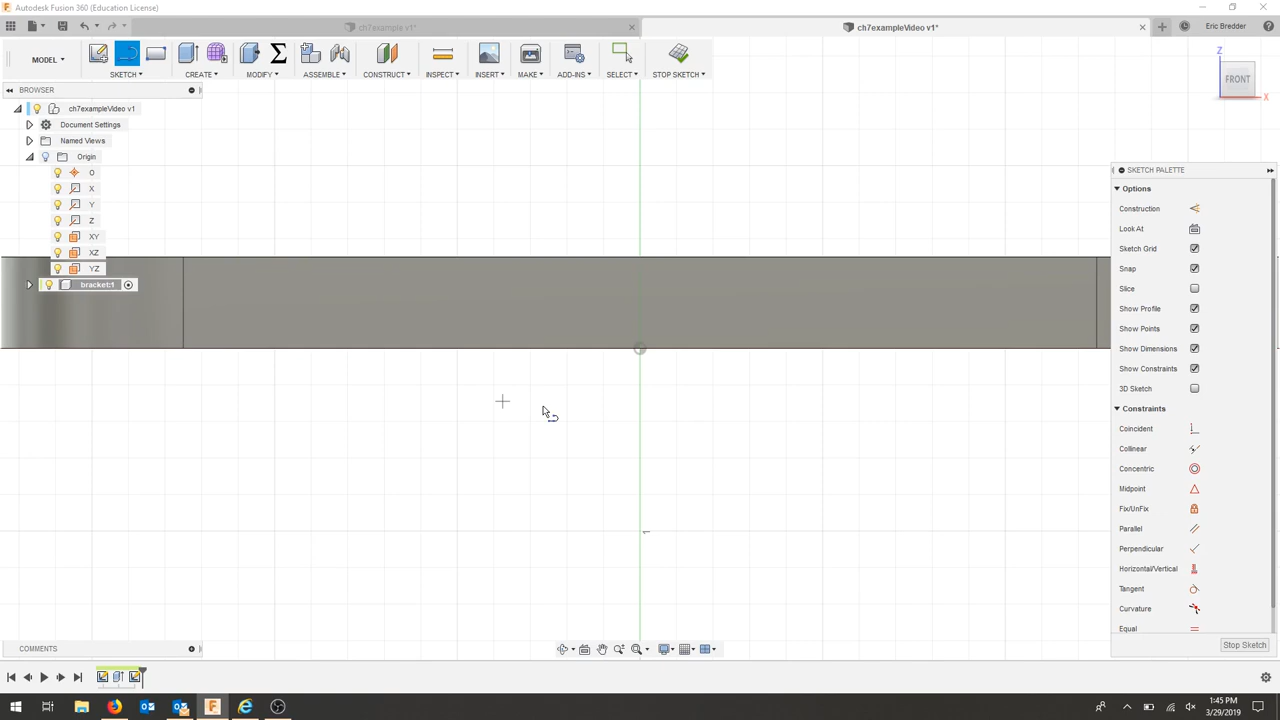 Autodesk Fusion 360 (Education License)
ch7example v1*
ch7exampleVideo v1*
Eric Bredder
MODEL
SKETCH
CREATE
MODIFY
ASSEMBLE
CONSTRUCT
INSPECT
INSERT
MAKE
ADD-INS
SELECT
STOP SKETCH
BROWSER
ch7exampleVideo v1
Document Settings
Named Views
Origin
O
X
Y
Z
XY
XZ
YZ
bracket:1
Z
FRONT
X
SKETCH PALETTE
Options
Construction
Look At
Sketch Grid
Snap
Slice
Show Profile
Show Points
Show Dimensions
Show Constraints
3D Sketch
Constraints
Coincident
Collinear
Concentric
Midpoint
Fix/UnFix
Parallel
Perpendicular
Horizontal/Vertical
Tangent
Curvature
Equal
Stop Sketch
COMMENTS
1:45 PM
3/29/2019